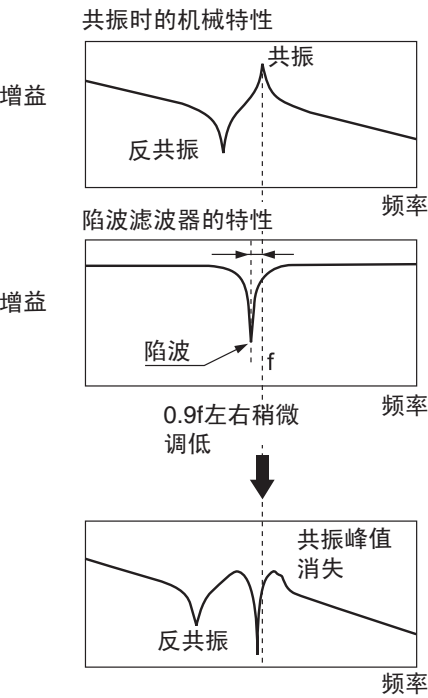 共振时的机械特性
共振
增益
反共振
频率
陷波滤波器的特性
增益
陷波
f
频率
0.9f左右稍微
调低
共振峰值
消失
反共振
频率